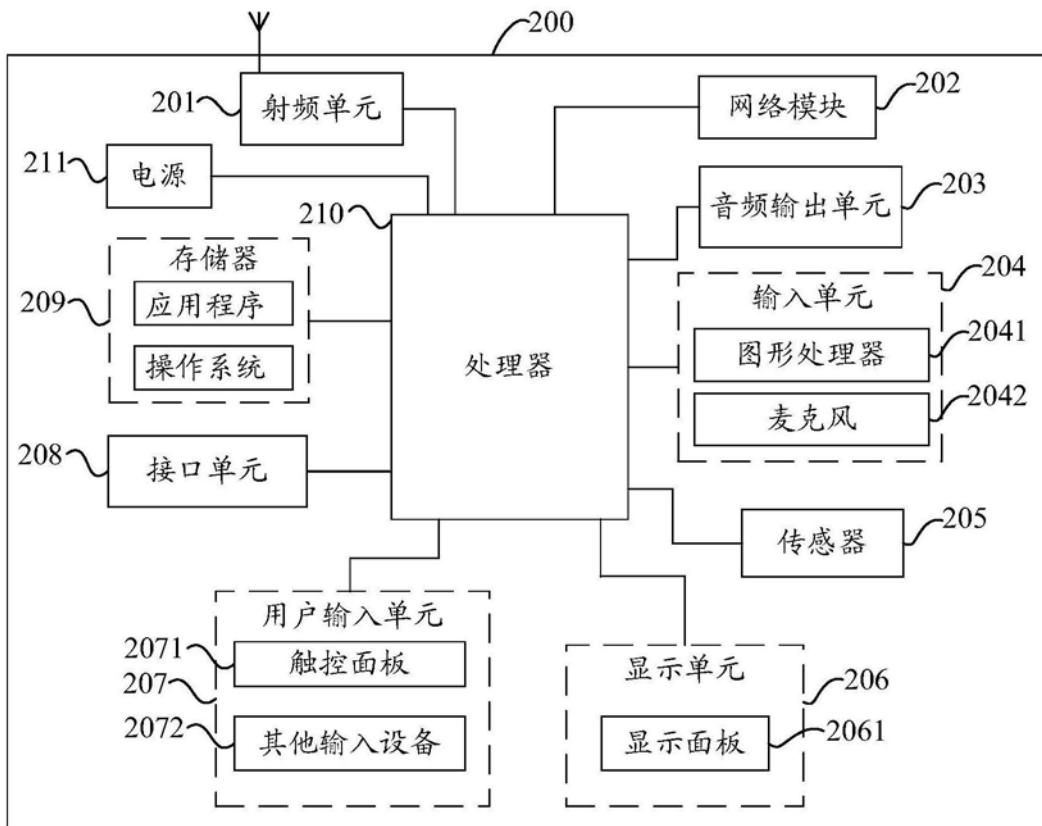 200
201
射频单元
网络模块
202
211
电源
210
音频输出单元
203
存储器
209
应用程序
操作系统
处理器
输入单元
204
图形处理器
2041
麦克风
2042
208
接口单元
传感器
205
用户输入单元
2071
触控面板
207
2072
其他输入设备
显示单元
206
显示面板
2061